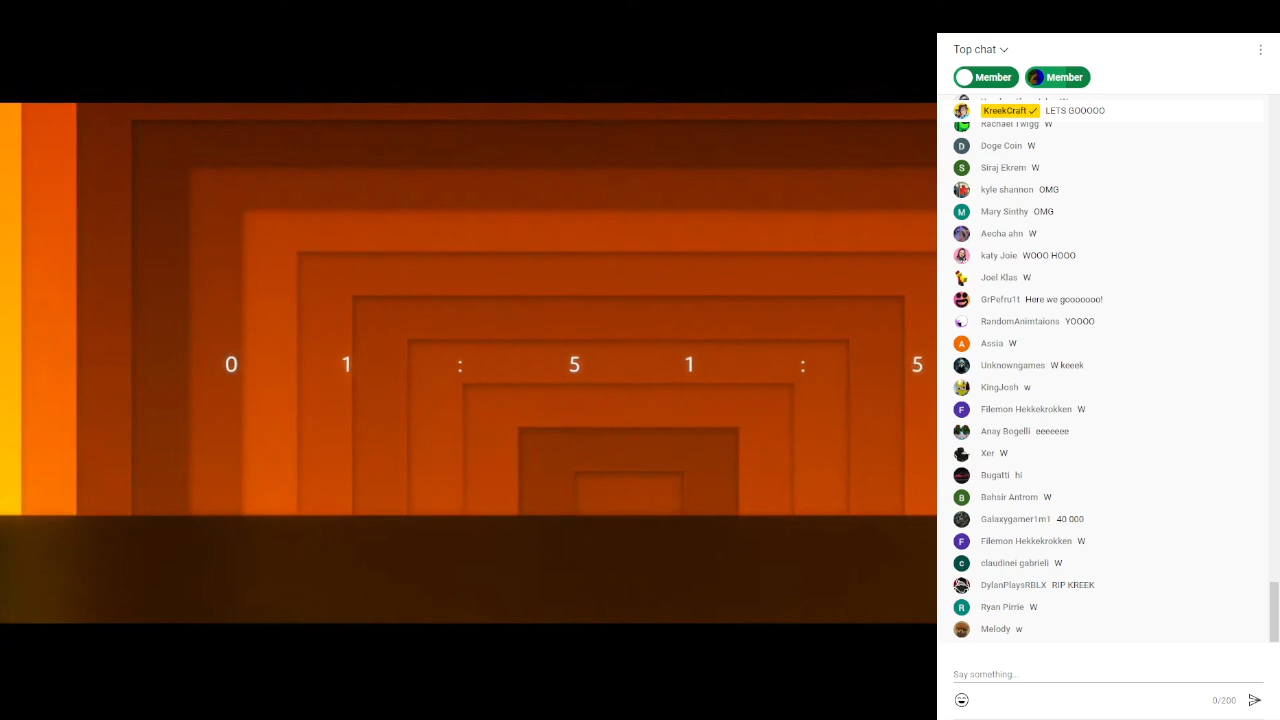 0 1 : 5 1 : 5
Top chat
Member Member
KreekCraft LETS GOOOOO
Rachael Twigg W
Doge Coin W
Siraj Ekrem W
kyle shannon OMG
Mary Sinthy OMG
Aecha ahn W
katy Joie WOOO HOOO
Joel Klas W
GrPefru1t Here we gooooooo!
RandomAnimtaions YOOOO
Assia W
Unknowngames W keeek
KingJosh w
Filemon Hekkekrokken W
Anay Bogelli eeeeeee
Xer W
Bugatti hi
Bahsir Antrom W
Galaxygamer1m1 40 000
Filemon Hekkekrokken W
claudinei gabrieli W
DylanPlaysRBLX RIP KREEK
Ryan Pirrie W
Melody w
Say something...
0/200